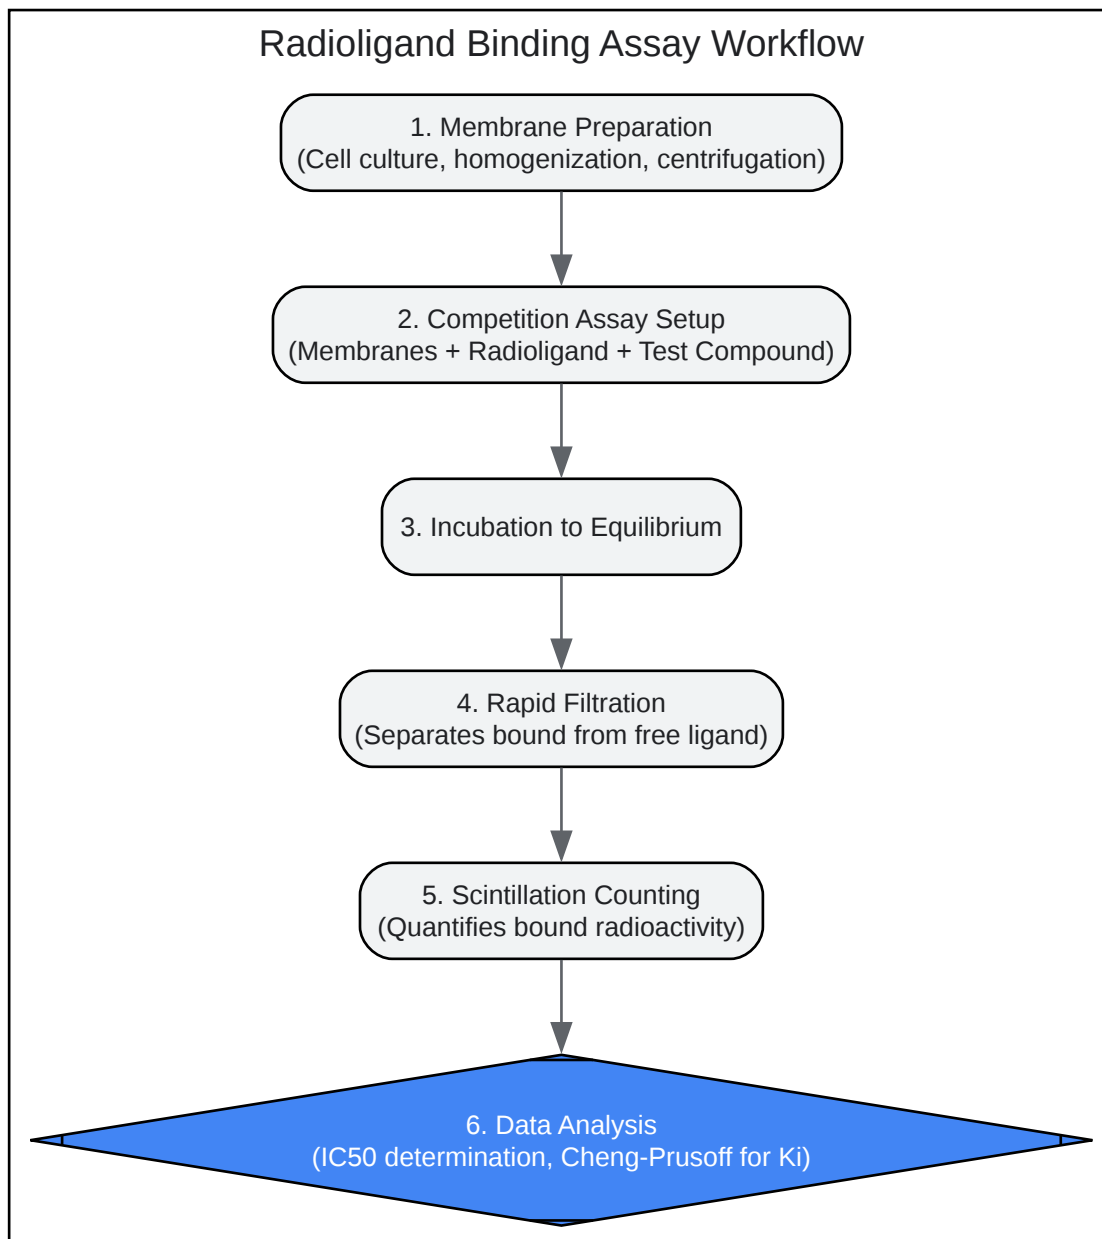 Radioligand Binding Assay Workflow
1. Membrane Preparation
(Cell culture, homogenization, centrifugation)
2. Competition Assay Setup
(Membranes + Radioligand + Test Compound)
3. Incubation to Equilibrium
4. Rapid Filtration
(Separates bound from free ligand)
5. Scintillation Counting
(Quantifies bound radioactivity)
6. Data Analysis
(IC50 determination, Cheng-Prusoff for Ki)